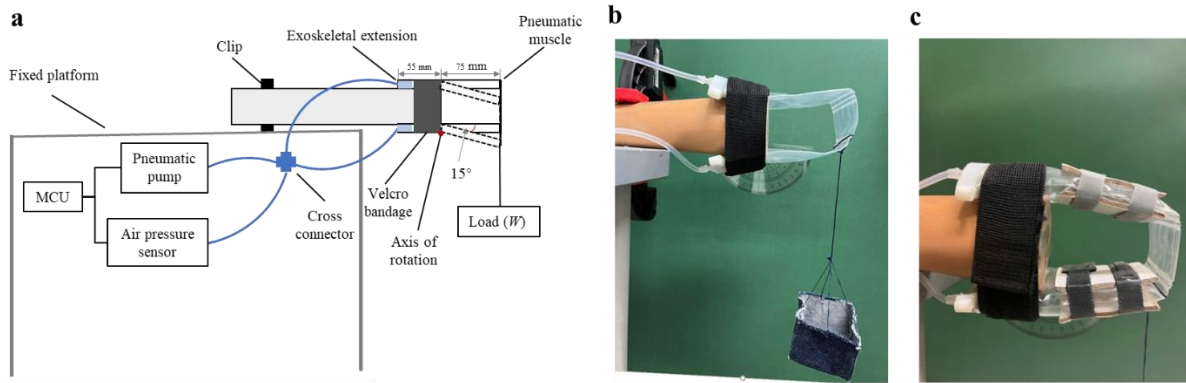 a
b
c
Pneumatic
muscle
Exoskeletal extension
Clip
55 mm
75 mm
Fixed platform
Pneumatic
pump
MCU
15°
Velcro
bandage
Load (W)
Air pressure
sensor
Cross
connector
Axis of
rotation